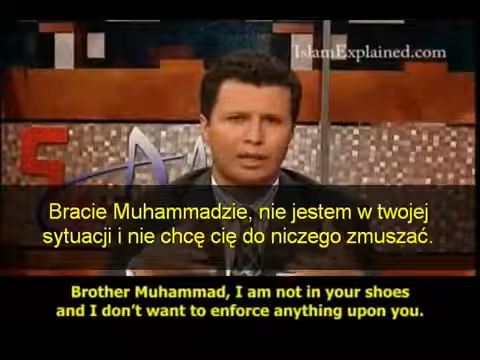 IslamExplained.com
5
Bracie Muhammadzie, nie jestem w twojej
sytuacji i nie chcę cię do niczego zmuszać.
Brother Muhammad, I am not in your shoes
and I don't want to enforce anything upon you.